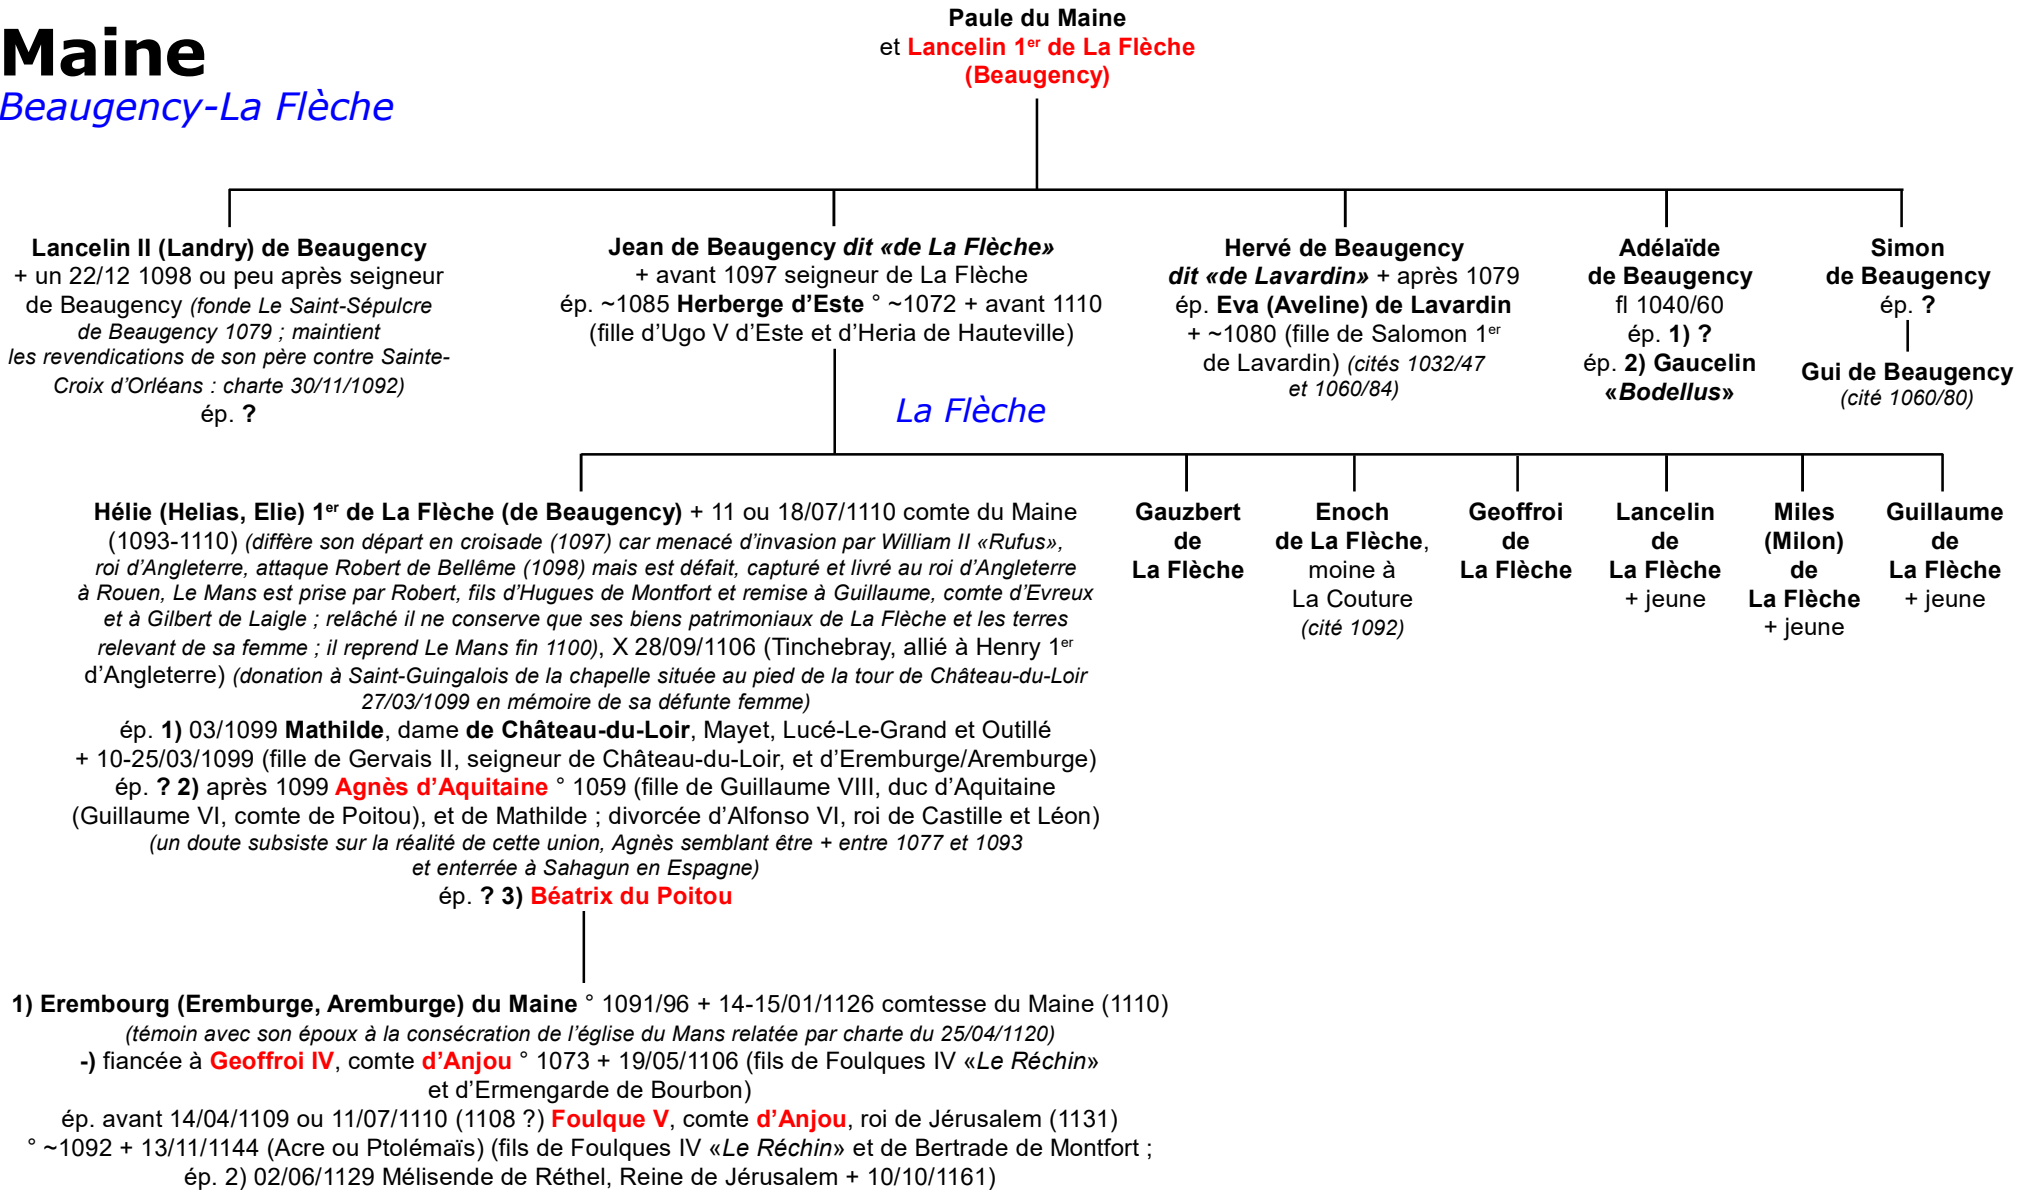 Maine
Beaugency-La Flèche
Paule du Maine
et Lancelin 1er de La Flèche
(Beaugency)
Lancelin II (Landry) de Beaugency
+ un 22/12 1098 ou peu après seigneur
de Beaugency (fonde Le Saint-Sépulcre
de Beaugency 1079 ; maintient
les revendications de son père contre Sainte-
Croix d’Orléans : charte 30/11/1092)
ép. ?
Jean de Beaugency dit «de La Flèche»
+ avant 1097 seigneur de La Flèche
ép. ~1085 Herberge d’Este ° ~1072 + avant 1110
(fille d’Ugo V d’Este et d’Heria de Hauteville)
Hervé de Beaugency
dit «de Lavardin» + après 1079
ép. Eva (Aveline) de Lavardin
+ ~1080 (fille de Salomon 1er
de Lavardin) (cités 1032/47
et 1060/84)
Adélaïde
de Beaugency
fl 1040/60
ép. 1) ?
ép. 2) Gaucelin
«Bodellus»
Simon
de Beaugency
ép. ?
Gui de Beaugency
(cité 1060/80)
La Flèche
Hélie (Helias, Elie) 1er de La Flèche (de Beaugency) + 11 ou 18/07/1110 comte du Maine
(1093-1110) (diffère son départ en croisade (1097) car menacé d’invasion par William II «Rufus»,
roi d’Angleterre, attaque Robert de Bellême (1098) mais est défait, capturé et livré au roi d’Angleterre
à Rouen, Le Mans est prise par Robert, fils d’Hugues de Montfort et remise à Guillaume, comte d’Evreux
et à Gilbert de Laigle ; relâché il ne conserve que ses biens patrimoniaux de La Flèche et les terres
relevant de sa femme ; il reprend Le Mans fin 1100), X 28/09/1106 (Tinchebray, allié à Henry 1er
d’Angleterre) (donation à Saint-Guingalois de la chapelle située au pied de la tour de Château-du-Loir
27/03/1099 en mémoire de sa défunte femme)
ép. 1) 03/1099 Mathilde, dame de Château-du-Loir, Mayet, Lucé-Le-Grand et Outillé
+ 10-25/03/1099 (fille de Gervais II, seigneur de Château-du-Loir, et d’Eremburge/Aremburge)
ép. ? 2) après 1099 Agnès d’Aquitaine ° 1059 (fille de Guillaume VIII, duc d’Aquitaine
(Guillaume VI, comte de Poitou), et de Mathilde ; divorcée d’Alfonso VI, roi de Castille et Léon)
(un doute subsiste sur la réalité de cette union, Agnès semblant être + entre 1077 et 1093
et enterrée à Sahagun en Espagne)
ép. ? 3) Béatrix du Poitou
Gauzbert
de
La Flèche
Enoch
de La Flèche,
moine à
La Couture
(cité 1092)
Geoffroi
de
La Flèche
Lancelin
de
La Flèche
+ jeune
Miles
(Milon)
de
La Flèche
+ jeune
Guillaume
de
La Flèche
+ jeune
1) Erembourg (Eremburge, Aremburge) du Maine ° 1091/96 + 14-15/01/1126 comtesse du Maine (1110)
(témoin avec son époux à la consécration de l’église du Mans relatée par charte du 25/04/1120)
-) fiancée à Geoffroi IV, comte d’Anjou ° 1073 + 19/05/1106 (fils de Foulques IV «Le Réchin»
et d’Ermengarde de Bourbon)
ép. avant 14/04/1109 ou 11/07/1110 (1108 ?) Foulque V, comte d’Anjou, roi de Jérusalem (1131)
° ~1092 + 13/11/1144 (Acre ou Ptolémaïs) (fils de Foulques IV «Le Réchin» et de Bertrade de Montfort ;
ép. 2) 02/06/1129 Mélisende de Réthel, Reine de Jérusalem + 10/10/1161)